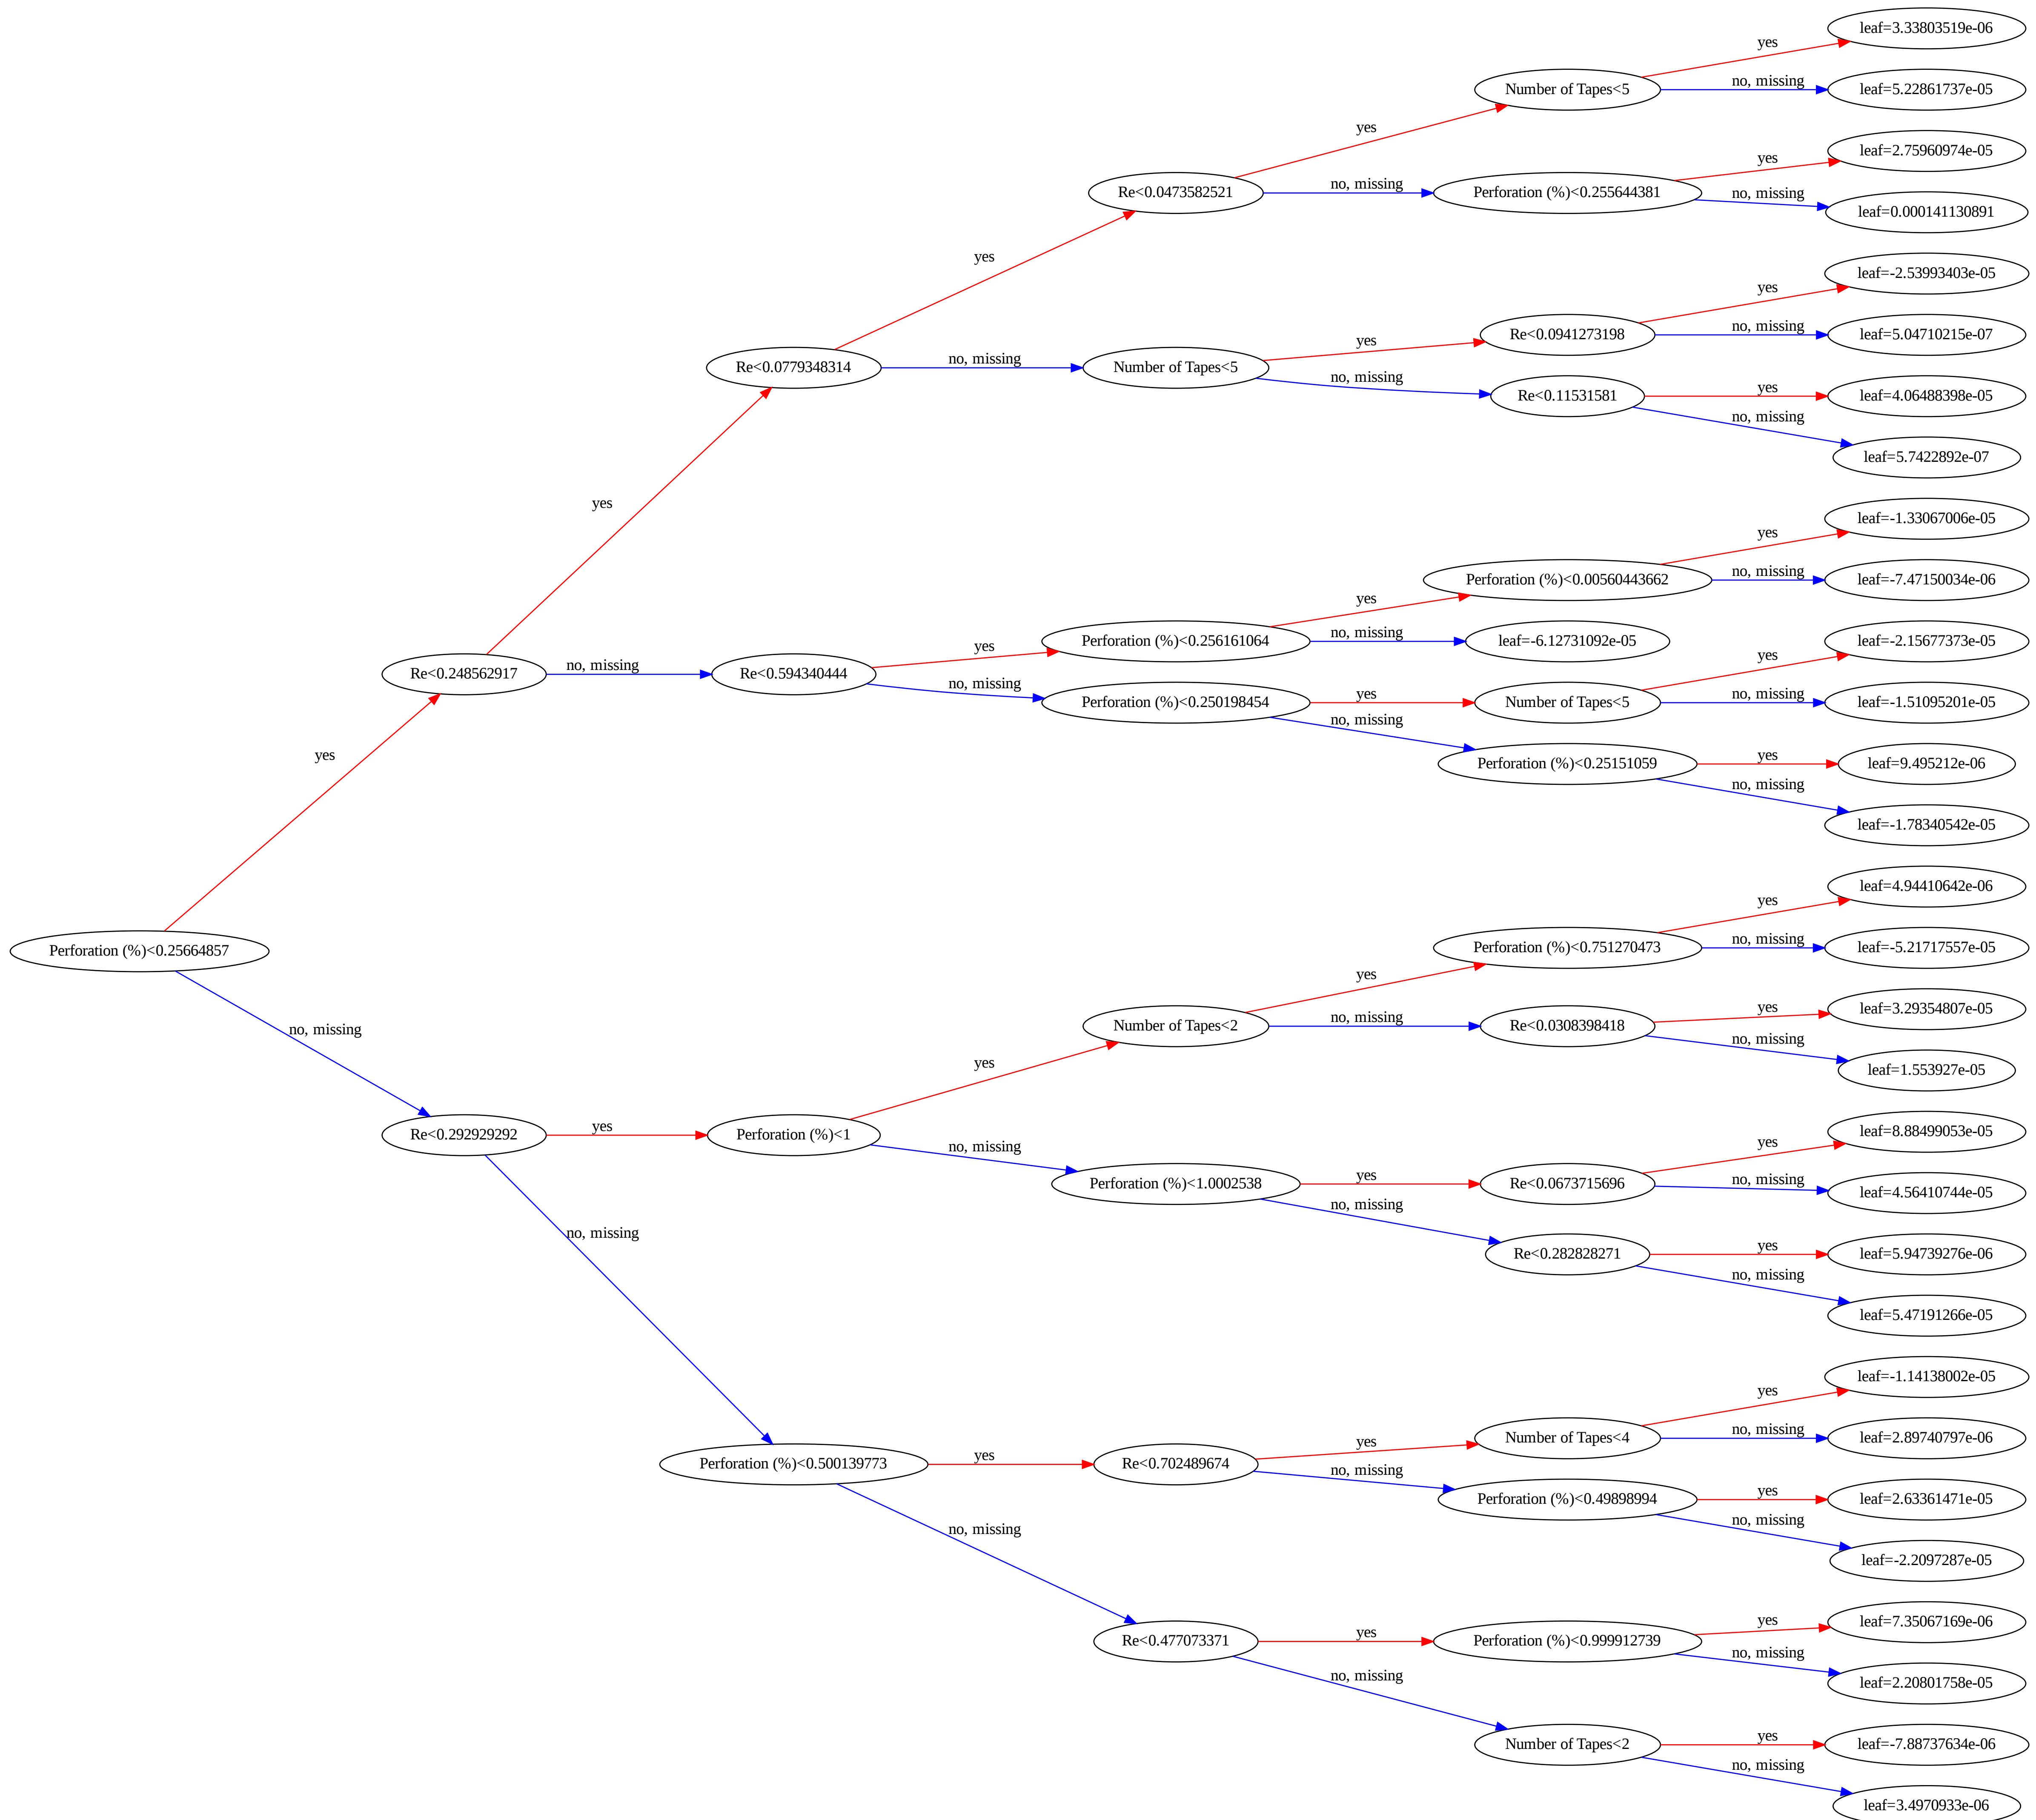 Perforation (%)<0.25664857
yes
no, missing
Re<0.248562917
yes
no, missing
Re<0.292929292
yes
no, missing
Re<0.0779348314
yes
no, missing
Re<0.594340444
yes
no, missing
Perforation (%)<1
yes
no, missing
Perforation (%)<0.500139773
yes
no, missing
Re<0.0473582521
yes
no, missing
Number of Tapes<5
yes
no, missing
Perforation (%)<0.256161064
yes
no, missing
Perforation (%)<0.250198454
yes
no, missing
Number of Tapes<2
yes
no, missing
Perforation (%)<1.0002538
yes
no, missing
Re<0.702489674
yes
no, missing
Re<0.477073371
yes
no, missing
Number of Tapes<5
yes
no, missing
Perforation (%)<0.255644381
yes
no, missing
Re<0.0941273198
yes
no, missing
Re<0.11531581
yes
no, missing
Perforation (%)<0.00560443662
yes
no, missing
leaf=-6.12731092e-05
Number of Tapes<5
yes
no, missing
Perforation (%)<0.25151059
yes
no, missing
Perforation (%)<0.751270473
yes
no, missing
Re<0.0308398418
yes
no, missing
Re<0.0673715696
yes
no, missing
Re<0.282828271
yes
no, missing
Number of Tapes<4
yes
no, missing
Perforation (%)<0.49898994
yes
no, missing
Perforation (%)<0.999912739
yes
no, missing
Number of Tapes<2
yes
no, missing
leaf=3.33803519e-06
leaf=5.22861737e-05
leaf=2.75960974e-05
leaf=0.000141130891
leaf=-2.53993403e-05
leaf=5.04710215e-07
leaf=4.06488398e-05
leaf=5.7422892e-07
leaf=-1.33067006e-05
leaf=-7.47150034e-06
leaf=-2.15677373e-05
leaf=-1.51095201e-05
leaf=9.495212e-06
leaf=-1.78340542e-05
leaf=4.94410642e-06
leaf=-5.21717557e-05
leaf=3.29354807e-05
leaf=1.553927e-05
leaf=8.88499053e-05
leaf=4.56410744e-05
leaf=5.94739276e-06
leaf=5.47191266e-05
leaf=-1.14138002e-05
leaf=2.89740797e-06
leaf=2.63361471e-05
leaf=-2.2097287e-05
leaf=7.35067169e-06
leaf=2.20801758e-05
leaf=-7.88737634e-06
leaf=3.4970933e-06